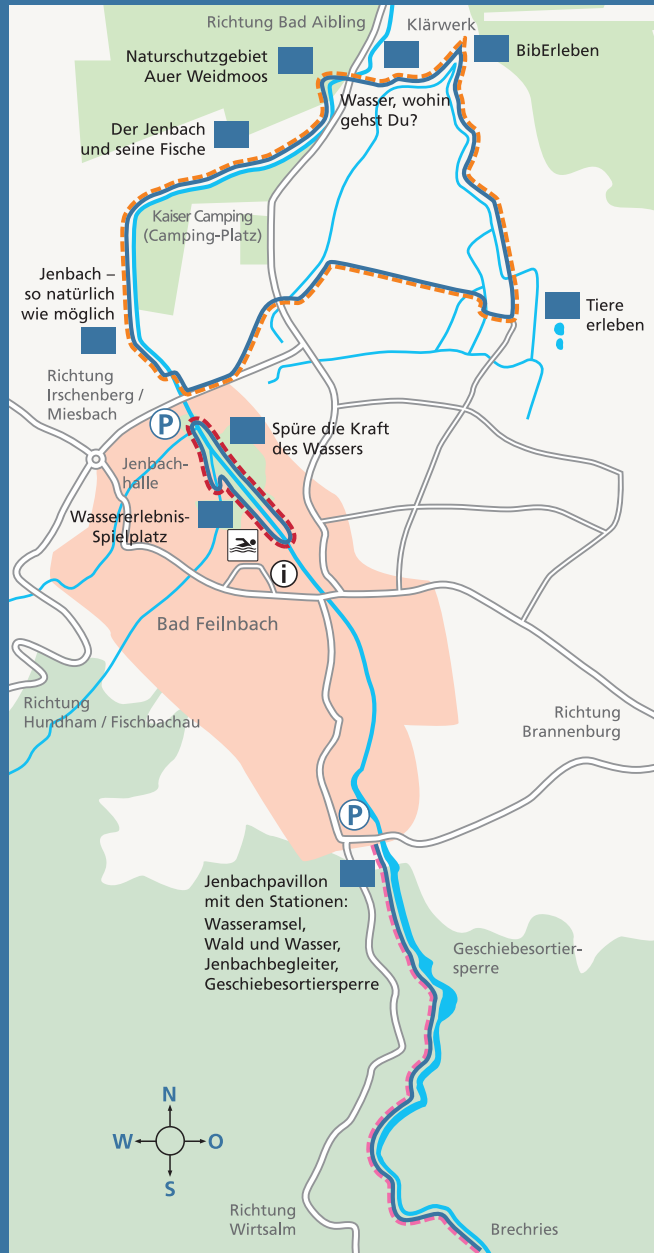 Richtung Bad Aibling
Klärwerk
Naturschutzgebiet
Auer Weidmoos
BibErleben
Wasser, wohin
gehst Du?
Der Jenbach
und seine Fische
Kaiser Camping
(Camping-Platz)
Jenbach –
so natürlich
wie möglich
Tiere
erleben
Richtung
Irschenberg /
Miesbach
P
Spüre die Kraft
des Wassers
Jenbach-
halle
Wassererlebnis-
Spielplatz
i
Bad Feilnbach
Richtung
Hundham / Fischbachau
Richtung
Brannenburg
P
Jenbachpavillon
mit den Stationen:
Wasseramsel,
Wald und Wasser,
Jenbachbegleiter,
Geschiebesortiersperre
Geschiebesortier-
sperre
N
W O
S
Richtung
Wirtsalm
Brechries